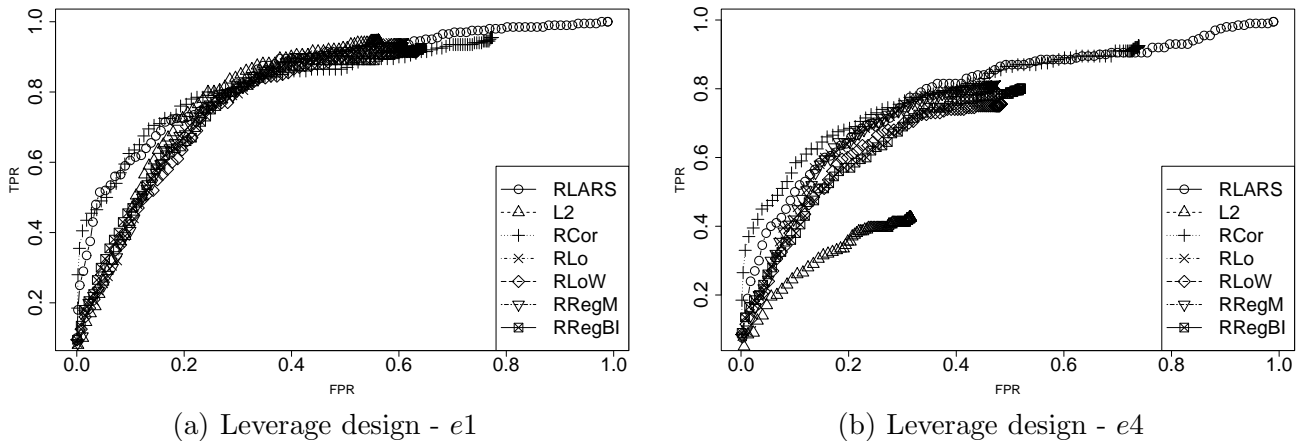 TPR
1.0
0.8
0.6
0.4
0.2
0.0 0.2 0.4 0.6 0.8 1.0
FPR
RLARS
L2
RCor
RLo
RLoW
RRegM
RRegBI
(a) Leverage design - e1
TPR
1.0
0.8
0.6
0.4
0.2
0.0 0.2 0.4 0.6 0.8 1.0
FPR
RLARS
L2
RCor
RLo
RLoW
RRegM
RRegBI
(b) Leverage design - e4